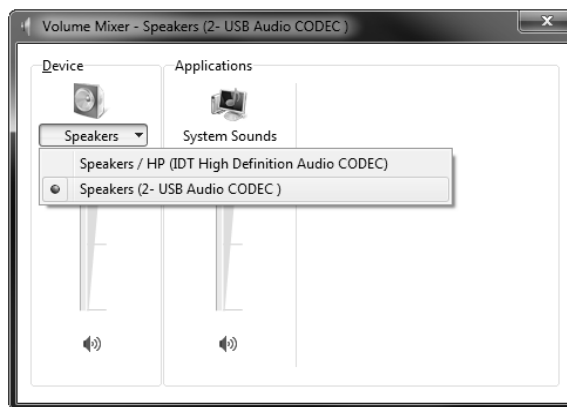 Volume Mixer - Speakers (2- USB Audio CODEC )
Device
Applications
Speakers
System Sounds
Speakers / HP (IDT High Definition Audio CODEC)
Speakers (2- USB Audio CODEC )